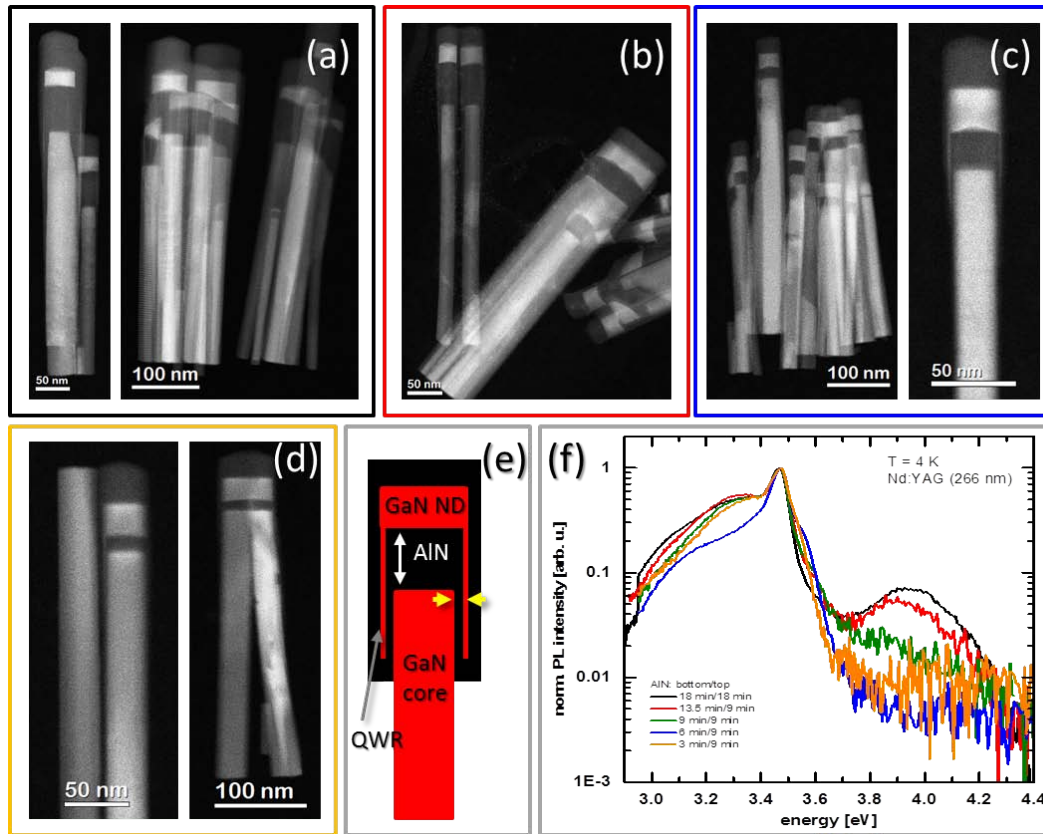 (a)
50 nm
100 nm
(b)
50 nm
(c)
100 nm
50 nm
(d)
50 nm
100 nm
(e)
GaN ND
AlN
GaN
core
QWR
(f)
T = 4 K
Nd:YAG (266 nm)
norm. PL intensity [arb. u.]
1
0.1
0.01
1E-3
AlN: bottom/top
18 min/18 min
13.5 min/9 min
9 min/9 min
6 min/9 min
3 min/9 min
3.0 3.2 3.4 3.6 3.8 4.0 4.2 4.4
energy [eV]